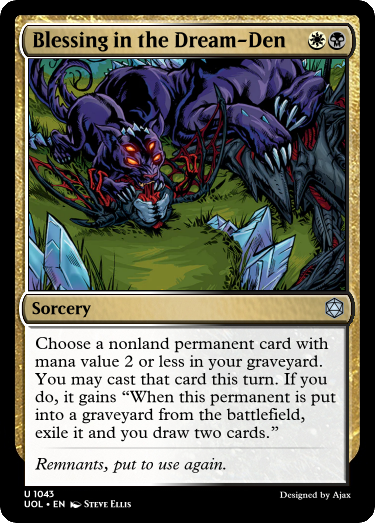 Blessing in the Dream-Den
Sorcery
Choose a nonland permanent card with
mana value 2 or less in your graveyard.
You may cast that card this turn. If you
do, it gains “When this permanent is put
into a graveyard from the battlefield,
exile it and you draw two cards.”
Remnants, put to use again.
U 1043
Designed by Ajax
UOL • EN Steve Ellis